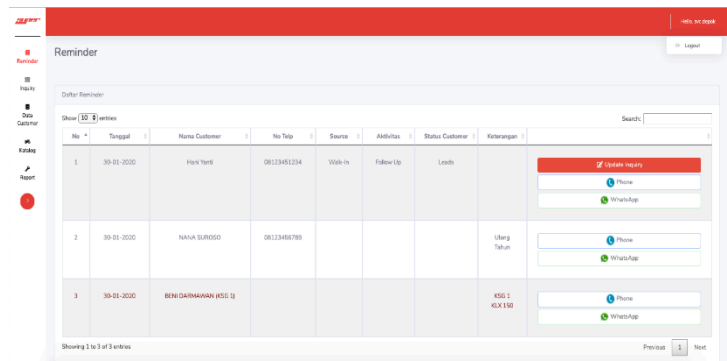 Hello, svc depok
Logout
Reminder
Reminder
Inquiry
Data
Customer
Katalog
Report
Daftar Reminder
Show 10 entries
Search:
No Tanggal Nama Customer No Telp Source Aktivitas Status Customer Keterangan
1 30-01-2020 Hani Yanti 08123451234 Walk-In Follow Up Leads
Update Inquiry
Phone
WhatsApp
2 30-01-2020 NANA SUROSO 08123456789 Ulang
Tahun
Phone
WhatsApp
3 30-01-2020 BENI DARMAWAN (KSG 1) KSG 1
KLX 150
Phone
WhatsApp
Showing 1 to 3 of 3 entries
Previous 1 Next